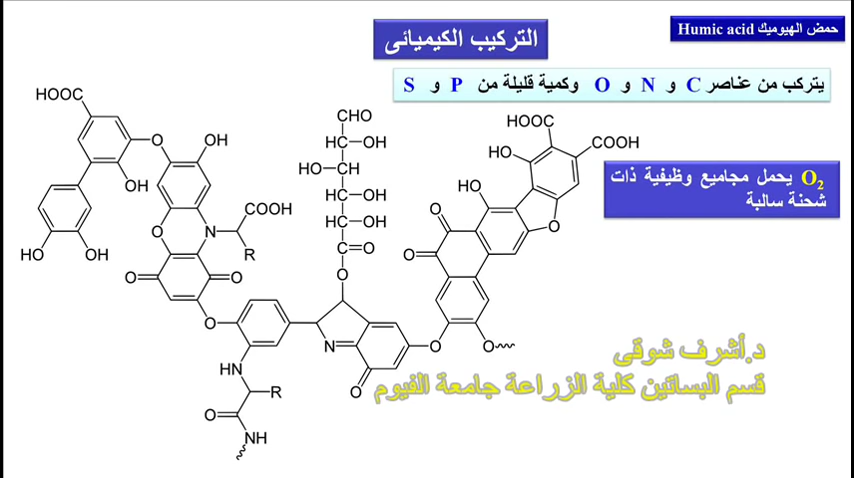 حمض الهيوميك Humic acid
التركيب الكيميائى
يتركب من عناصر C و N و O وكمية قليلة من P و S
O2 يحمل مجاميع وظيفية ذات
شحنة سالبة
HOOC
O
OH
OH
HO
OH
O
N
COOH
R
O
O
O
HN
R
O
NH
CHO
HC-OH
HO-CH
HC-OH
HC-OH
C=O
O
N
O
O
O
HOOC
COOH
HO
HO
O
O
O
O
د.أشرف شوقى
قسم البساتين كلية الزراعة جامعة الفيوم